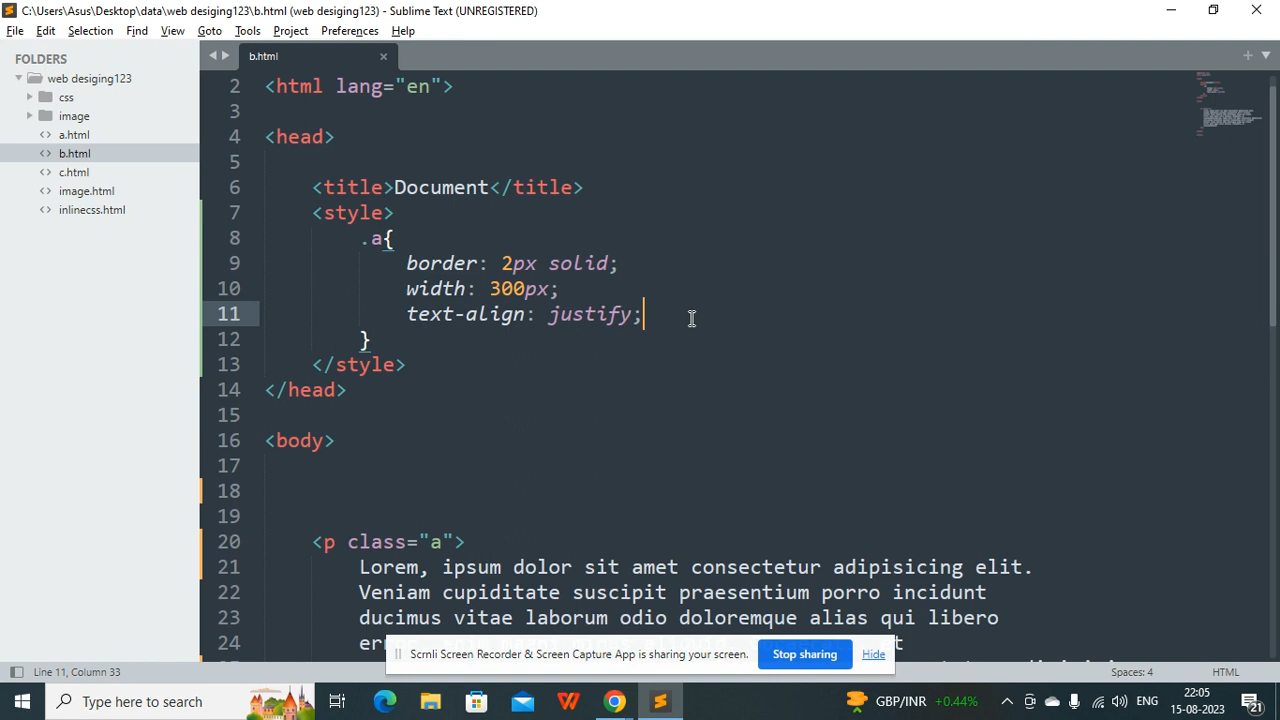 C:\Users\Asus\Desktop\data\web desiging123\b.html (web desiging123) - Sublime Text (UNREGISTERED)
File Edit Selection Find View Goto Tools Project Preferences Help
FOLDERS
web desiging123
css
image
a.html
b.html
c.html
image.html
inlinecss.html
b.html
2 <html lang="en">
3
4 <head>
5
6 <title>Document</title>
7 <style>
8 .a{
9 border: 2px solid;
10 width: 300px;
11 text-align: justify;
12 }
13 </style>
14 </head>
15
16 <body>
17
18
19
20 <p class="a">
21 Lorem, ipsum dolor sit amet consectetur adipisicing elit.
22 Veniam cupiditate suscipit praesentium porro incidunt
23 ducimus vitae laborum odio doloremque alias qui libero
24
Scrnli Screen Recorder & Screen Capture App is sharing your screen. Stop sharing Hide
Line 11, Column 33 Spaces: 4 HTML
Type here to search
GBP/INR +0.44%
ENG
22:05
15-08-2023
21